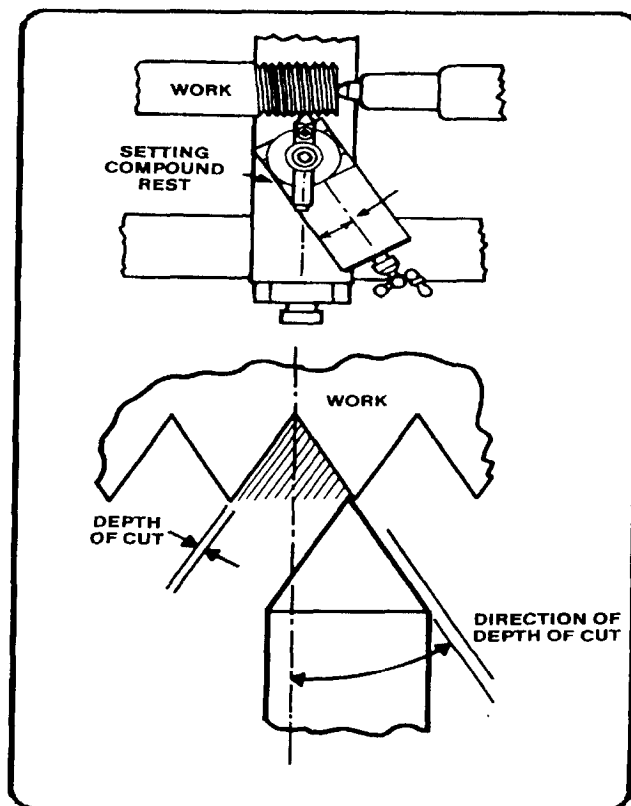 WORK
SETTING
COMPOUND
REST
WORK
DEPTH
OF CUT
DIRECTION OF
DEPTH OF CUT